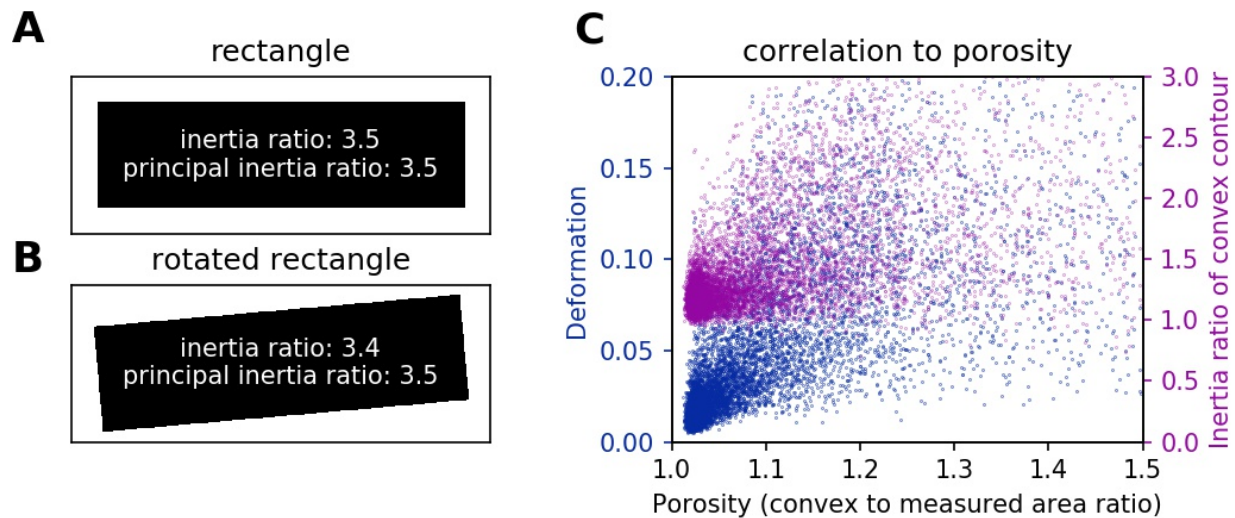 A
rectangle
inertia ratio: 3.5
principal inertia ratio: 3.5
B
rotated rectangle
inertia ratio: 3.4
principal inertia ratio: 3.5
C
correlation to porosity
Deformation
0.20
0.15
0.10
0.05
0.00
3.0
2.5
2.0
1.5
1.0
0.5
0.0
Inertia ratio of convex contour
1.0 1.1 1.2 1.3 1.4 1.5
Porosity (convex to measured area ratio)